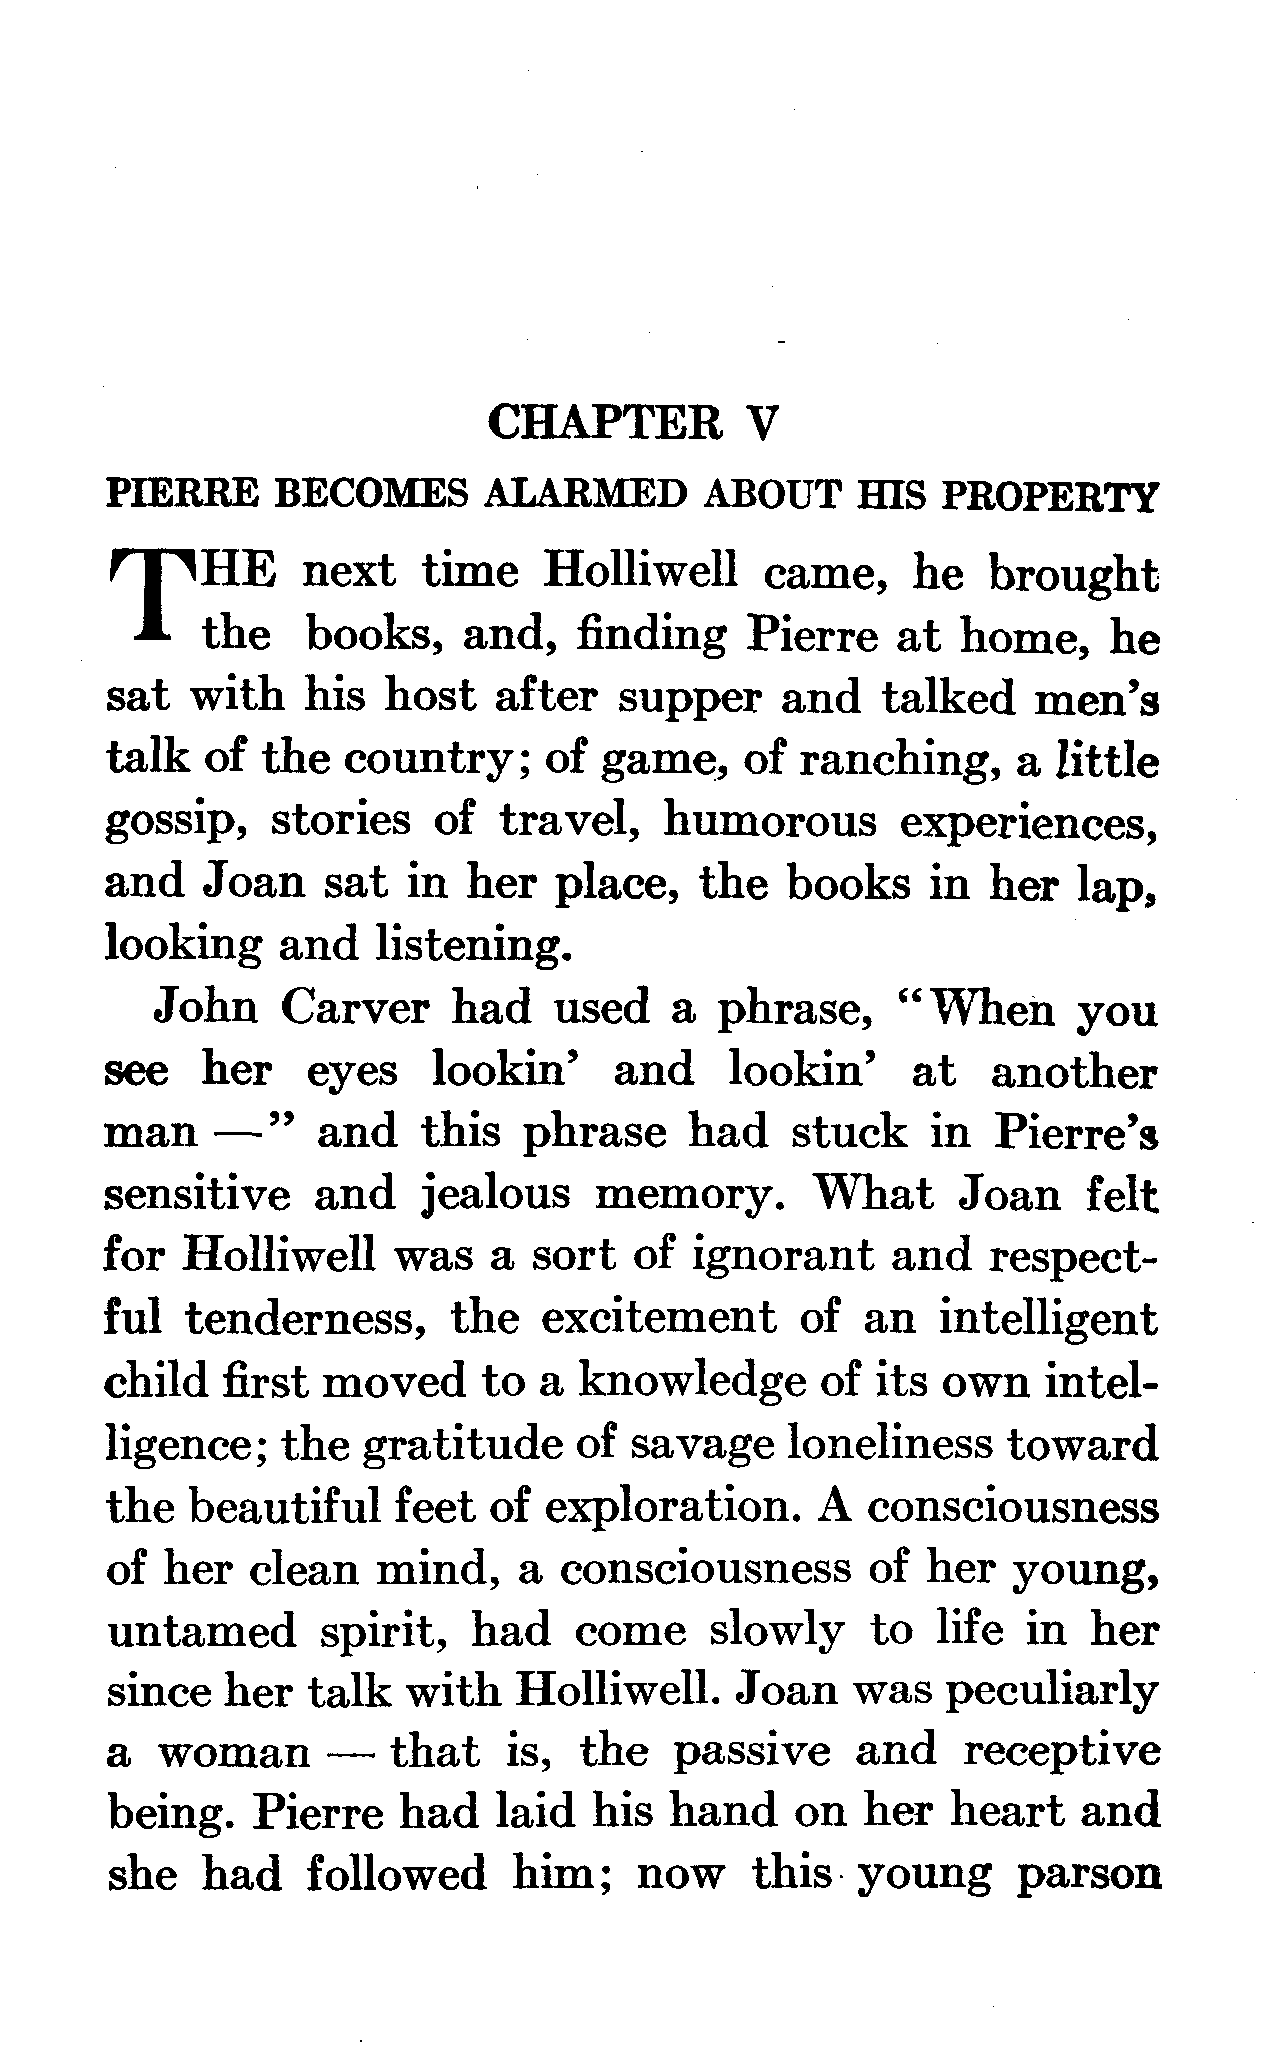 CHAPTER V
PIERRE BECOMES ALARMED ABOUT HIS PROPERTY
THE next time Holliwell came, he brought
the books, and, finding Pierre at home, he
sat with his host after supper and talked men's
talk of the country; of game, of ranching, a little
gossip, stories of travel, humorous experiences,
and Joan sat in her place, the books in her lap,
looking and listening.
John Carver had used a phrase, “When you
see her eyes lookin' and lookin' at another
man —” and this phrase had stuck in Pierre's
sensitive and jealous memory. What Joan felt
for Holliwell was a sort of ignorant and respect-
ful tenderness, the excitement of an intelligent
child first moved to a knowledge of its own intel-
ligence; the gratitude of savage loneliness toward
the beautiful feet of exploration. A consciousness
of her clean mind, a consciousness of her young,
untamed spirit, had come slowly to life in her
since her talk with Holliwell. Joan was peculiarly
a woman — that is, the passive and receptive
being. Pierre had laid his hand on her heart and
she had followed him; now this young parson